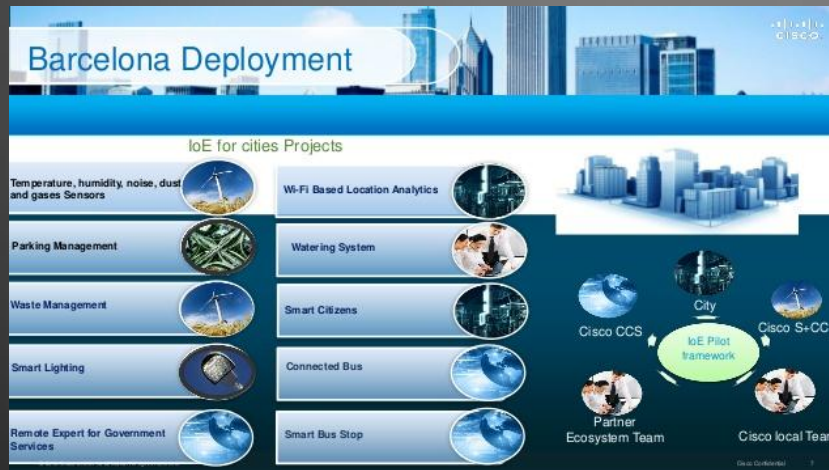 CISCO
Barcelona Deployment
IoE for cities Projects
Temperature, humidity, noise, dust
and gases Sensors
Parking Management
Waste Management
Smart Lighting
Remote Expert for Government
Services
Wi-Fi Based Location Analytics
Watering System
Smart Citizens
Connected Bus
Smart Bus Stop
City
Cisco CCS
Cisco S+CC
IoE Pilot
framework
Partner
Ecosystem Team
Cisco local Team
Cisco Confidential